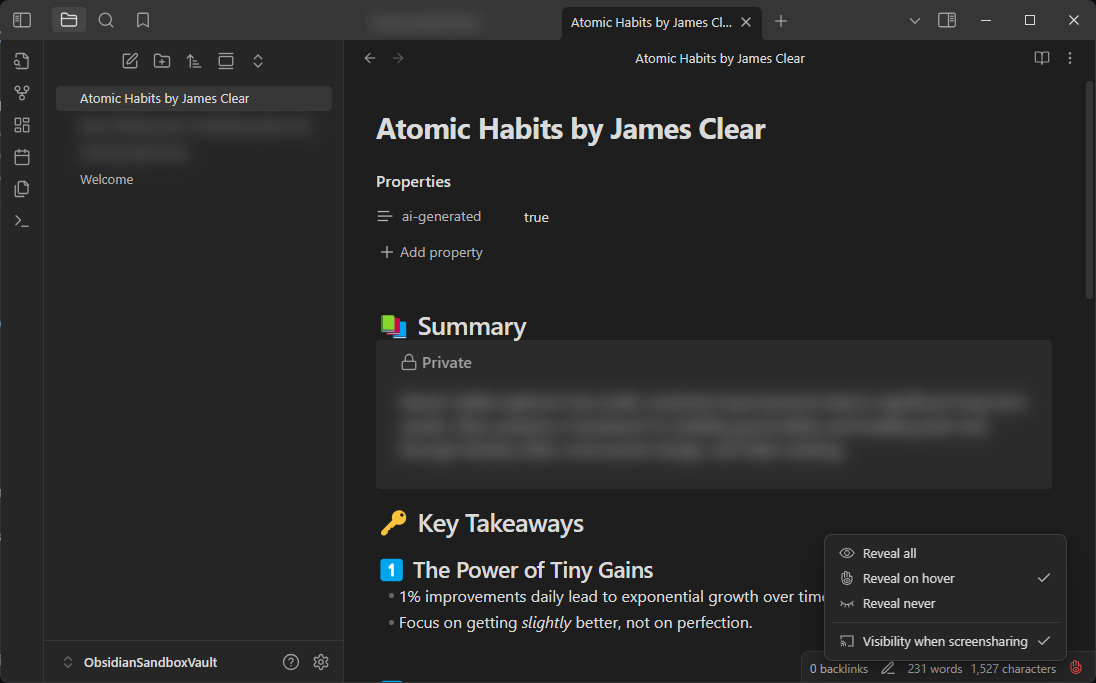 Atomic Habits by James Cl...
Atomic Habits by James Clear
Atomic Habits by James Clear
Welcome
Atomic Habits by James Clear
Properties
ai-generated true
Add property
📚 Summary
Private
🔑 Key Takeaways
1️⃣ The Power of Tiny Gains
• 1% improvements daily lead to exponential growth over time
• Focus on getting slightly better, not on perfection.
Reveal all
Reveal on hover
Reveal never
Visibility when screensharing
ObsidianSandboxVault
0 backlinks 231 words 1,527 characters